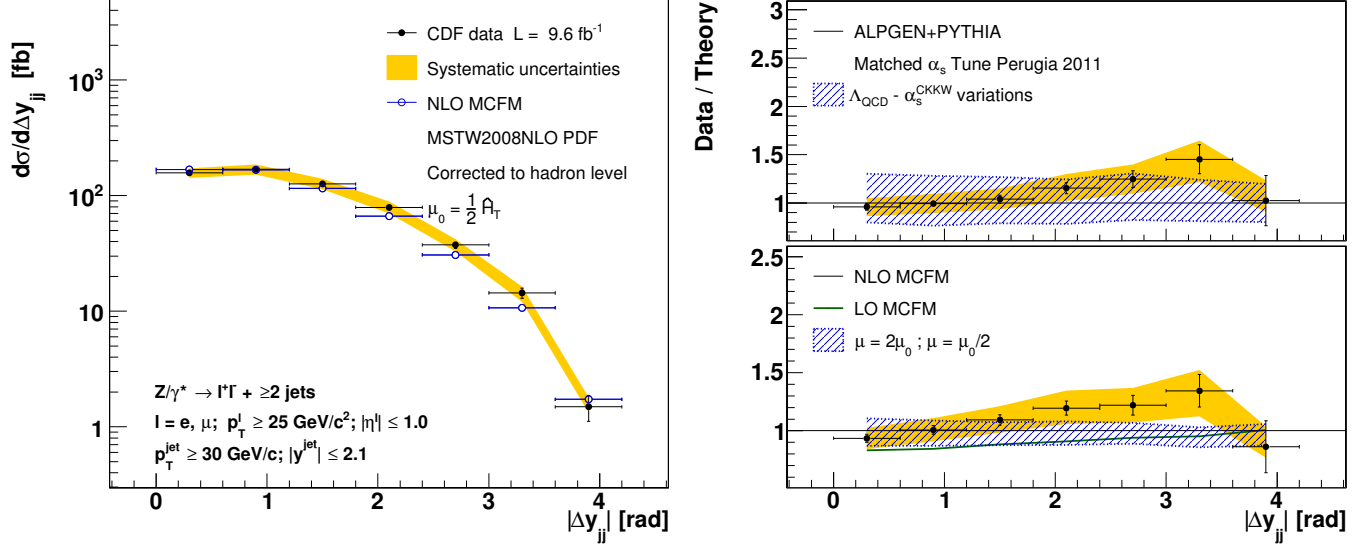 dσ/dΔy_jj [fb]
10³
10²
10
1
CDF data L = 9.6 fb⁻¹
Systematic uncertainties
NLO MCFM
MSTW2008NLO PDF
Corrected to hadron level
μ₀ = 1/2 Ĥ_T
Z/γ* → l⁺l⁻ + ≥2 jets
l = e, μ; p_T^l ≥ 25 GeV/c²; |η^l| ≤ 1.0
p_T^jet ≥ 30 GeV/c; |y^jet| ≤ 2.1
0 1 2 3 4
|Δy_jj| [rad]
Data / Theory
3
2.5
2
1.5
1
ALPGEN+PYTHIA
Matched α_s Tune Perugia 2011
Λ_QCD - α_s^CKKW variations
2.5
2
1.5
1
NLO MCFM
LO MCFM
μ = 2μ₀ ; μ = μ₀/2
0 1 2 3 4
|Δy_jj| [rad]